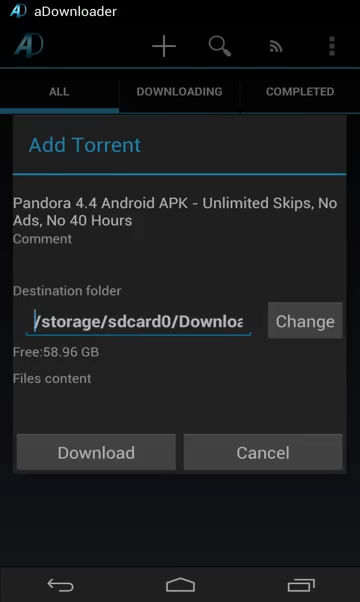 aDownloader
ALL
DOWNLOADING
COMPLETED
Add Torrent
Pandora 4.4 Android APK - Unlimited Skips, No
Ads, No 40 Hours
Comment
Destination folder
/storage/sdcard0/Downloa
Change
Free:58.96 GB
Files content
Download
Cancel